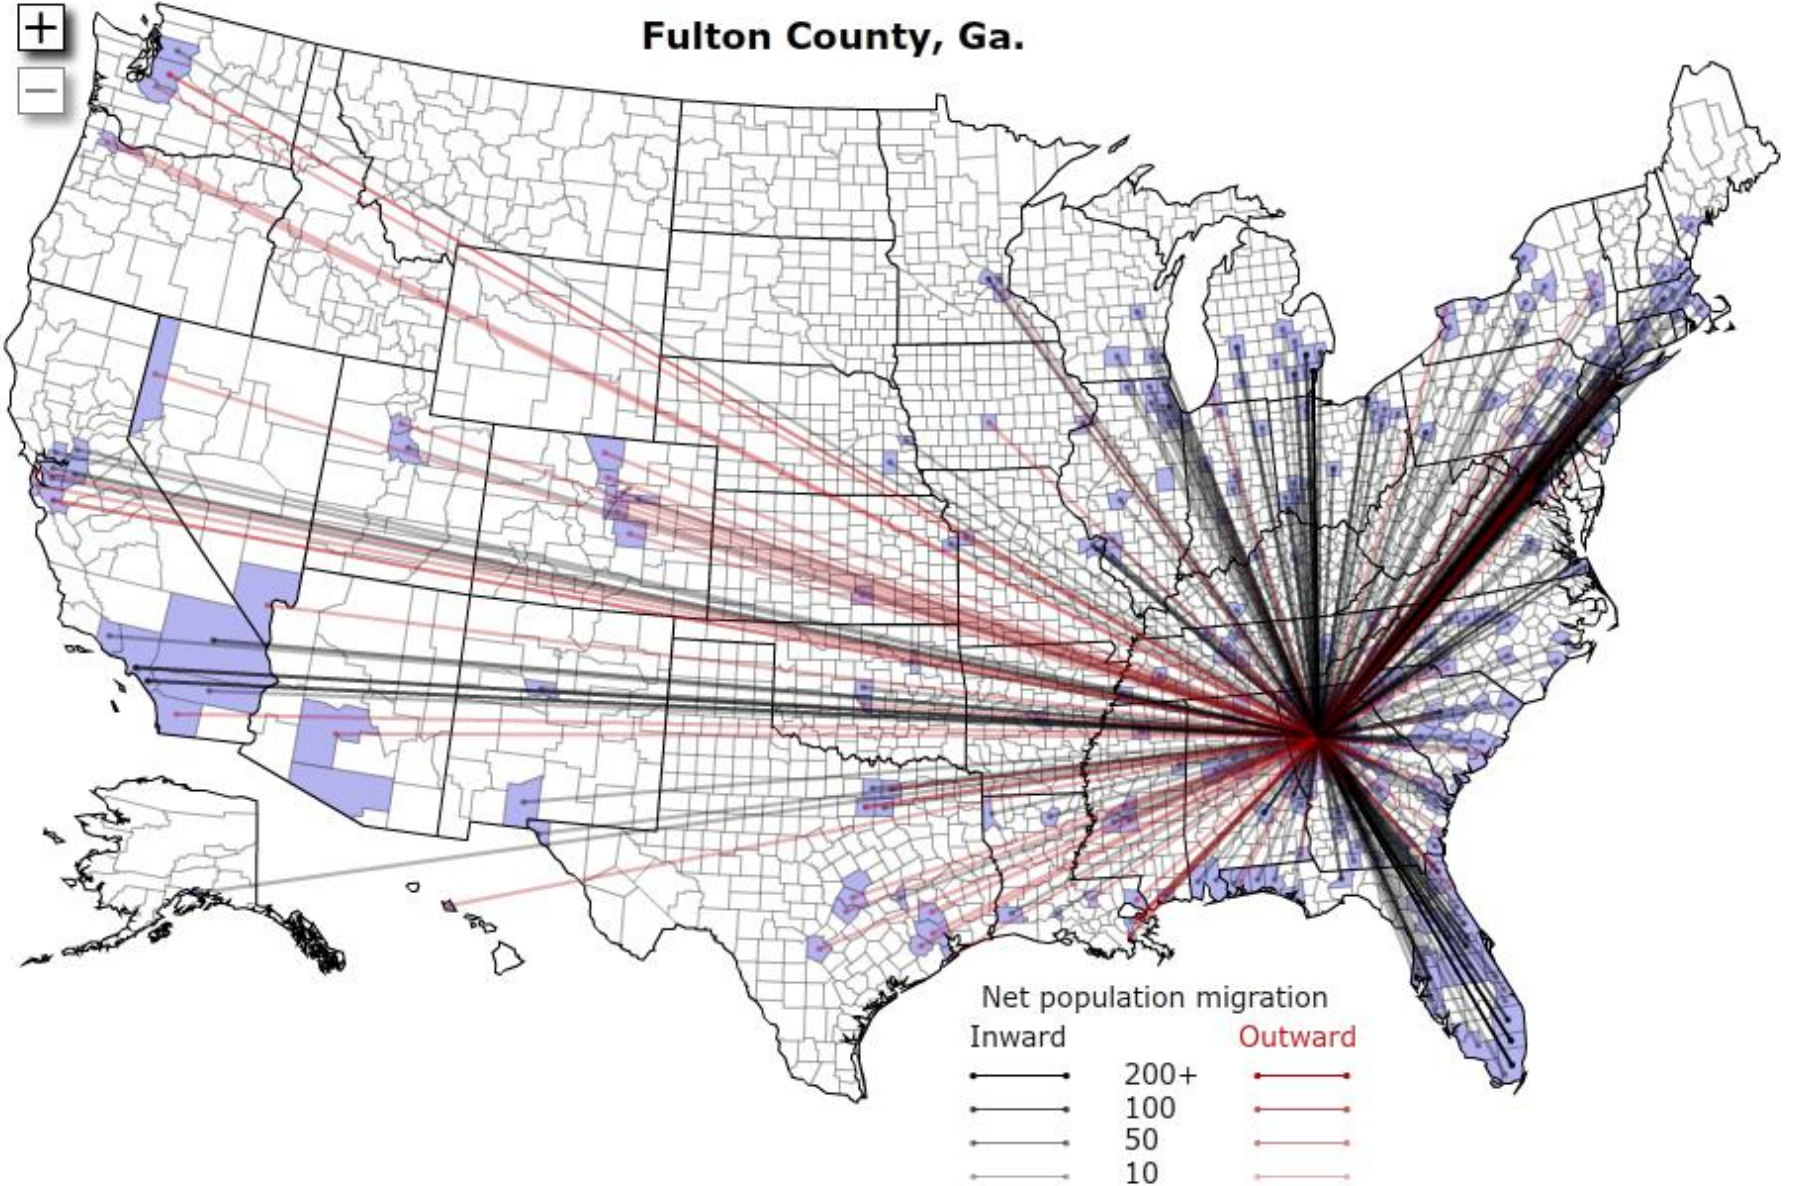 +
−
Fulton County, Ga.
Net population migration
Inward Outward
200+
100
50
10